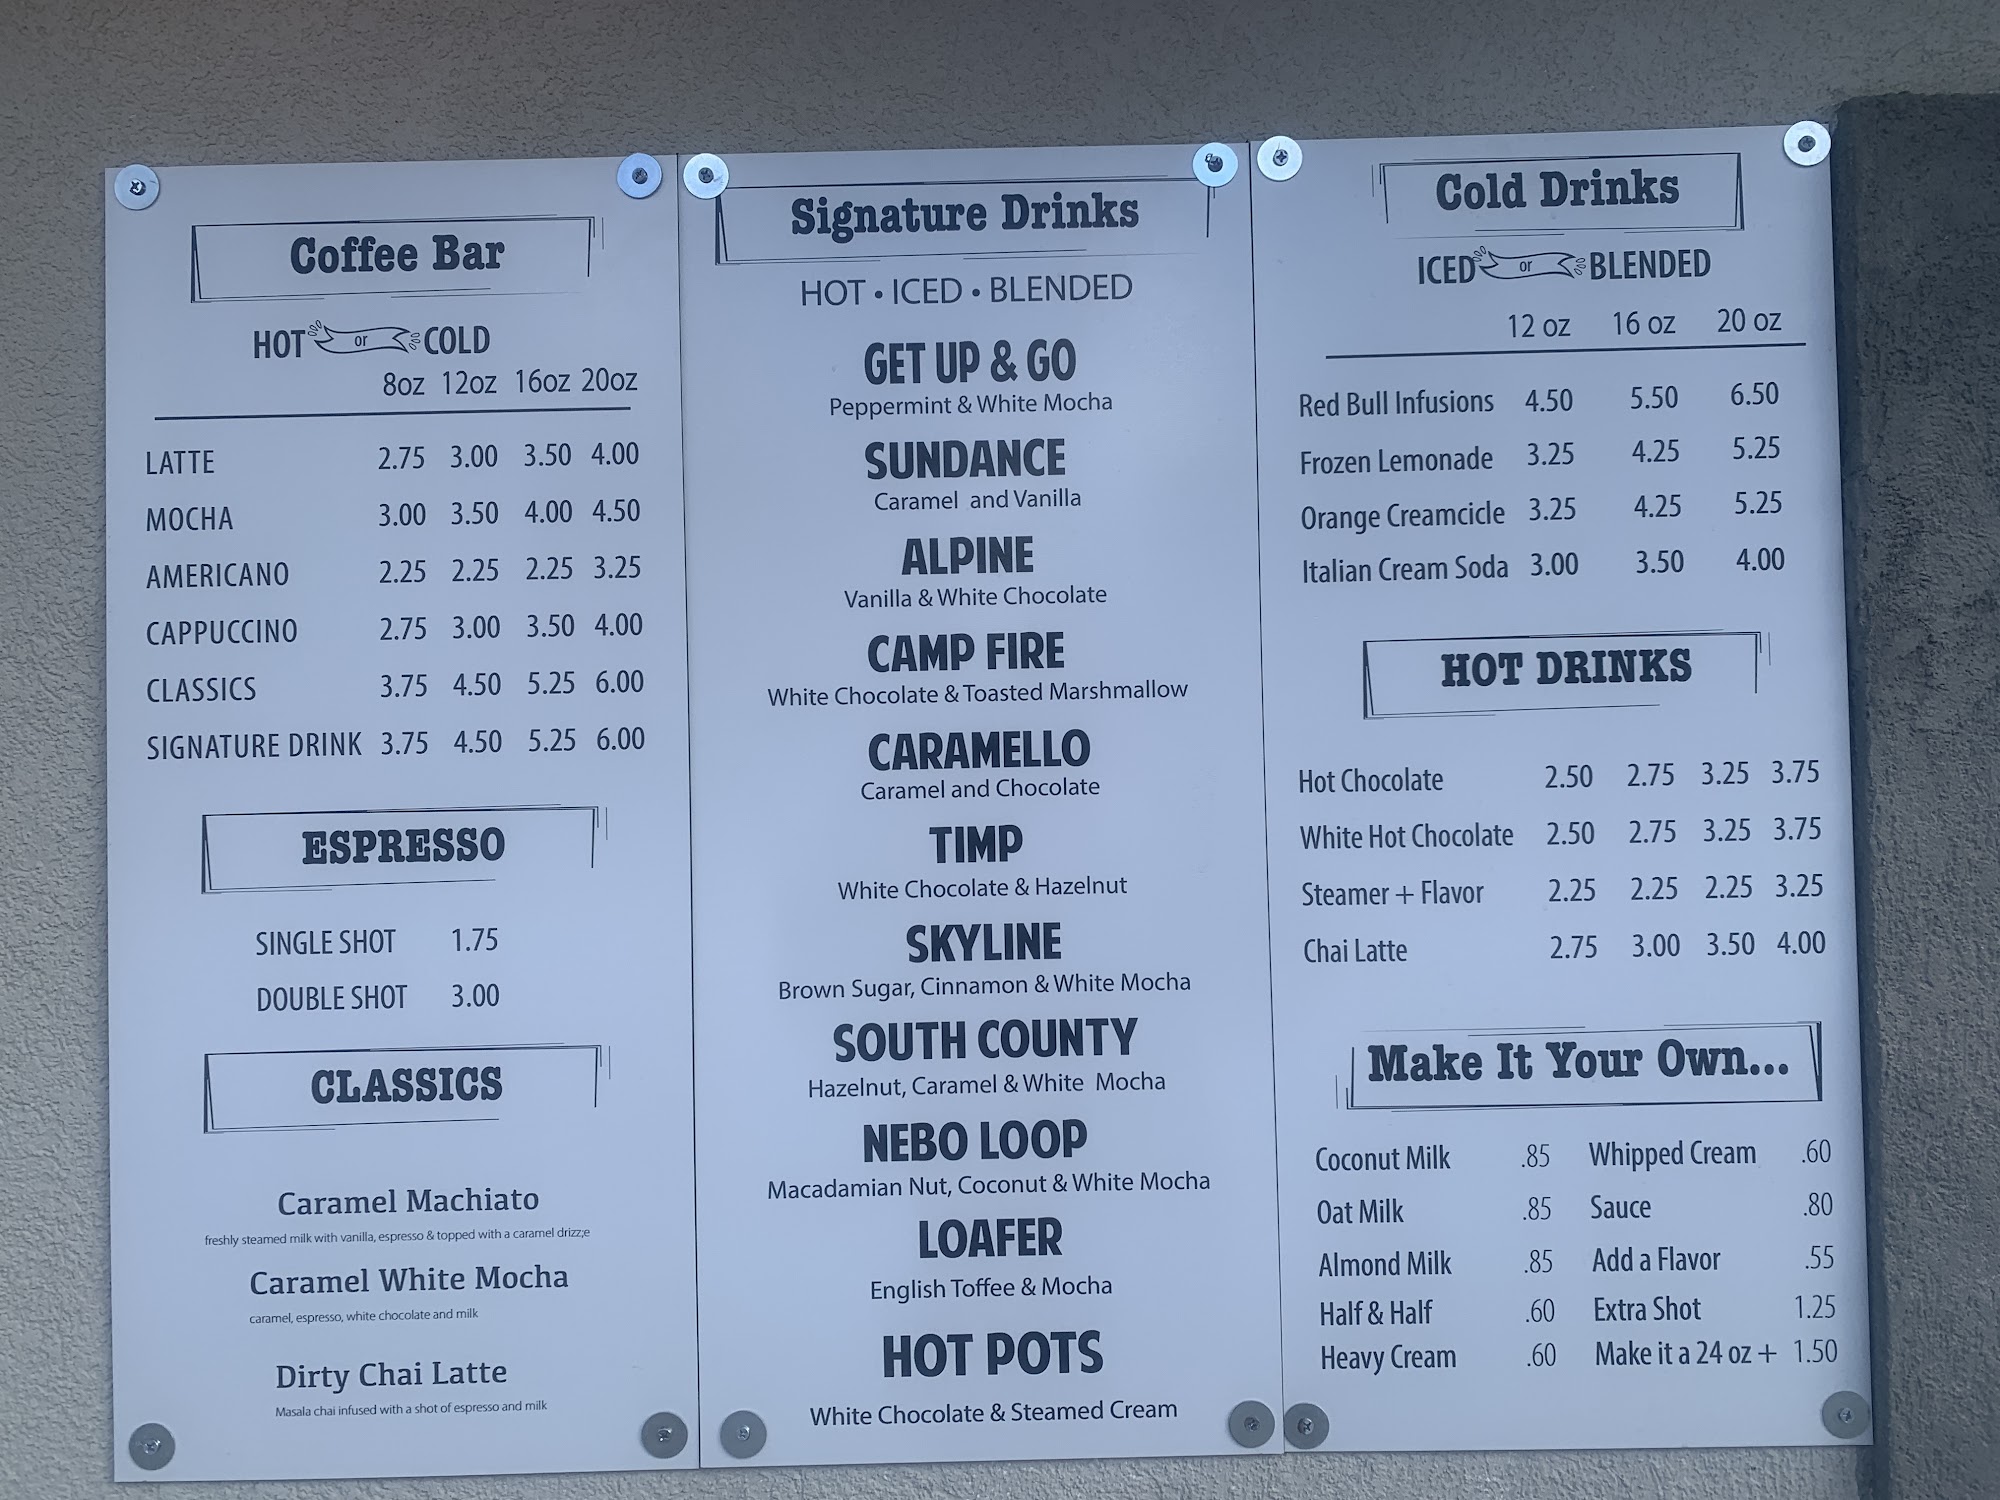 Coffee Bar
HOT or COLD
8oz 12oz 16oz 20oz
LATTE 2.75 3.00 3.50 4.00
MOCHA 3.00 3.50 4.00 4.50
AMERICANO 2.25 2.25 2.25 3.25
CAPPUCCINO 2.75 3.00 3.50 4.00
CLASSICS 3.75 4.50 5.25 6.00
SIGNATURE DRINK 3.75 4.50 5.25 6.00
ESPRESSO
SINGLE SHOT 1.75
DOUBLE SHOT 3.00
CLASSICS
Caramel Machiato
freshly steamed milk with vanilla, espresso & topped with a caramel drizz;e
Caramel White Mocha
caramel, espresso, white chocolate and milk
Dirty Chai Latte
Masala chai infused with a shot of espresso and milk
Signature Drinks
HOT • ICED • BLENDED
GET UP & GO
Peppermint & White Mocha
SUNDANCE
Caramel and Vanilla
ALPINE
Vanilla & White Chocolate
CAMP FIRE
White Chocolate & Toasted Marshmallow
CARAMELLO
Caramel and Chocolate
TIMP
White Chocolate & Hazelnut
SKYLINE
Brown Sugar, Cinnamon & White Mocha
SOUTH COUNTY
Hazelnut, Caramel & White Mocha
NEBO LOOP
Macadamian Nut, Coconut & White Mocha
LOAFER
English Toffee & Mocha
HOT POTS
White Chocolate & Steamed Cream
Cold Drinks
ICED or BLENDED
12 oz 16 oz 20 oz
Red Bull Infusions 4.50 5.50 6.50
Frozen Lemonade 3.25 4.25 5.25
Orange Creamcicle 3.25 4.25 5.25
Italian Cream Soda 3.00 3.50 4.00
HOT DRINKS
Hot Chocolate 2.50 2.75 3.25 3.75
White Hot Chocolate 2.50 2.75 3.25 3.75
Steamer + Flavor 2.25 2.25 2.25 3.25
Chai Latte 2.75 3.00 3.50 4.00
Make It Your Own...
Coconut Milk .85 Whipped Cream .60
Oat Milk .85 Sauce .80
Almond Milk .85 Add a Flavor .55
Half & Half .60 Extra Shot 1.25
Heavy Cream .60 Make it a 24 oz + 1.50